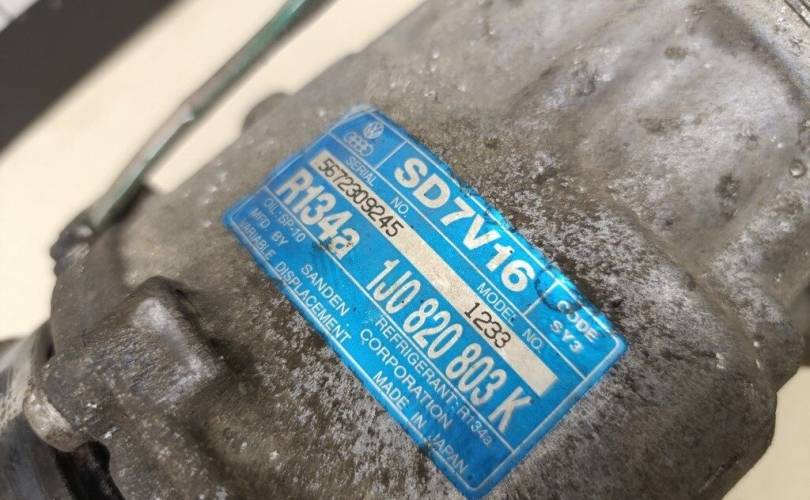 SD7V16 CODE
SY3
SERIAL NO. MODEL NO.
5672309245 1233
R134a 1J0 820 803 K
OIL:SP-10 REFRIGERANT:R134a
MFD BY SANDEN CORPORATION
VARIABLE DISPLACEMENT MADE IN JAPAN